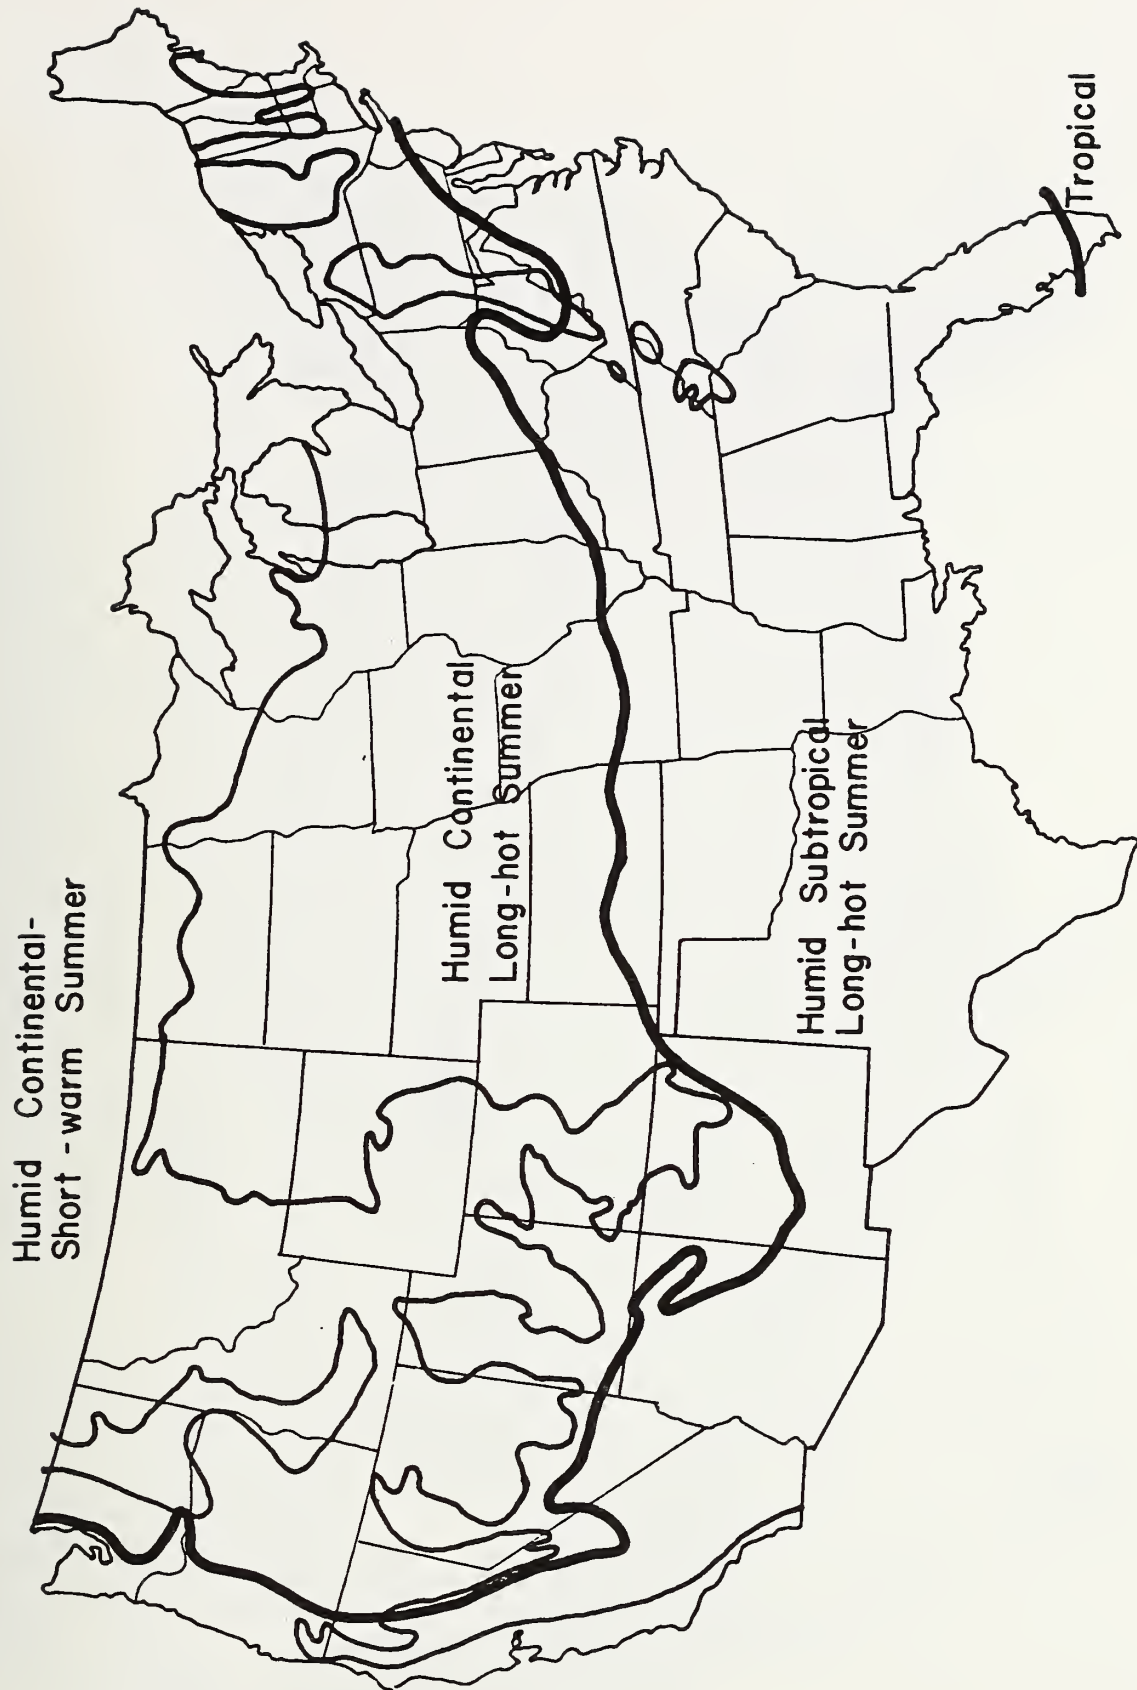 Humid Continental-
Short-warm Summer
Humid Continental
Long-hot Summer
Humid Subtropical
Long-hot Summer
Tropical